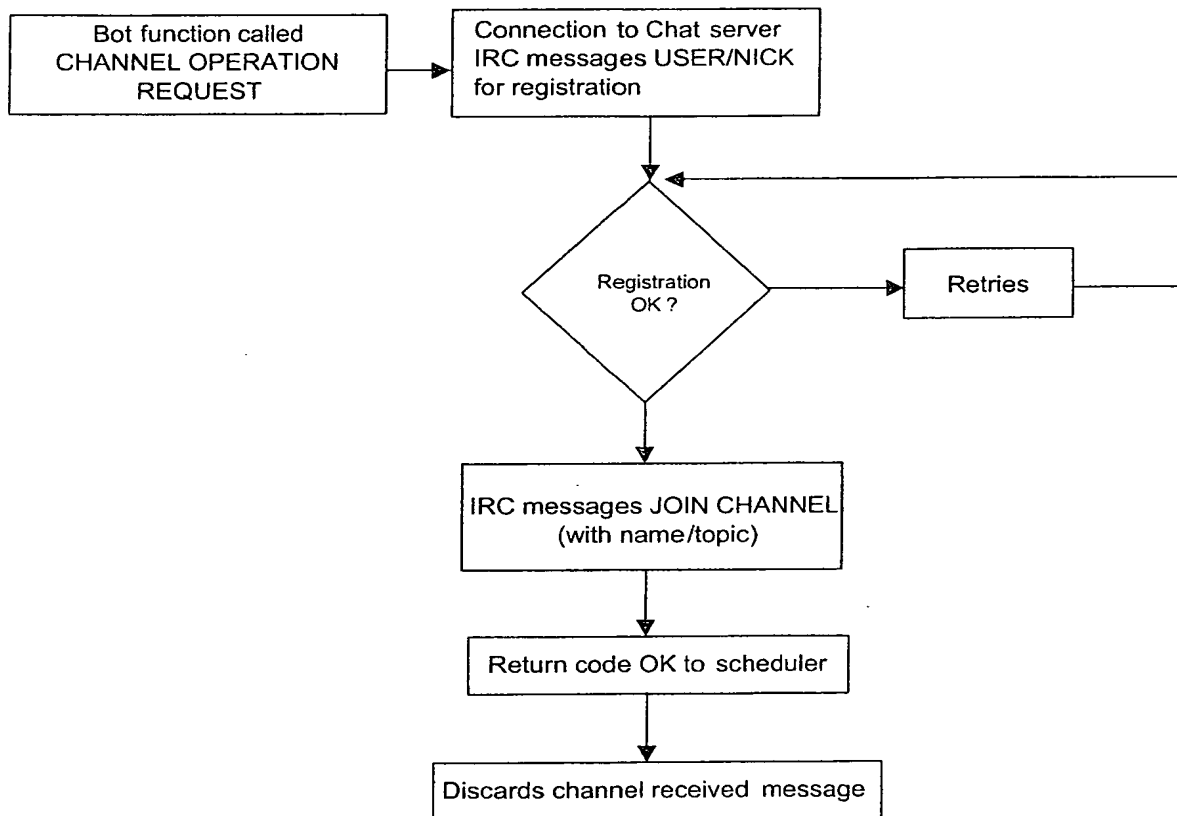 Bot function called
CHANNEL OPERATION
REQUEST
Connection to Chat server
IRC messages USER/NICK
for registration
Registration
OK ?
Retries
IRC messages JOIN CHANNEL
(with name/topic)
Return code OK to scheduler
Discards channel received message